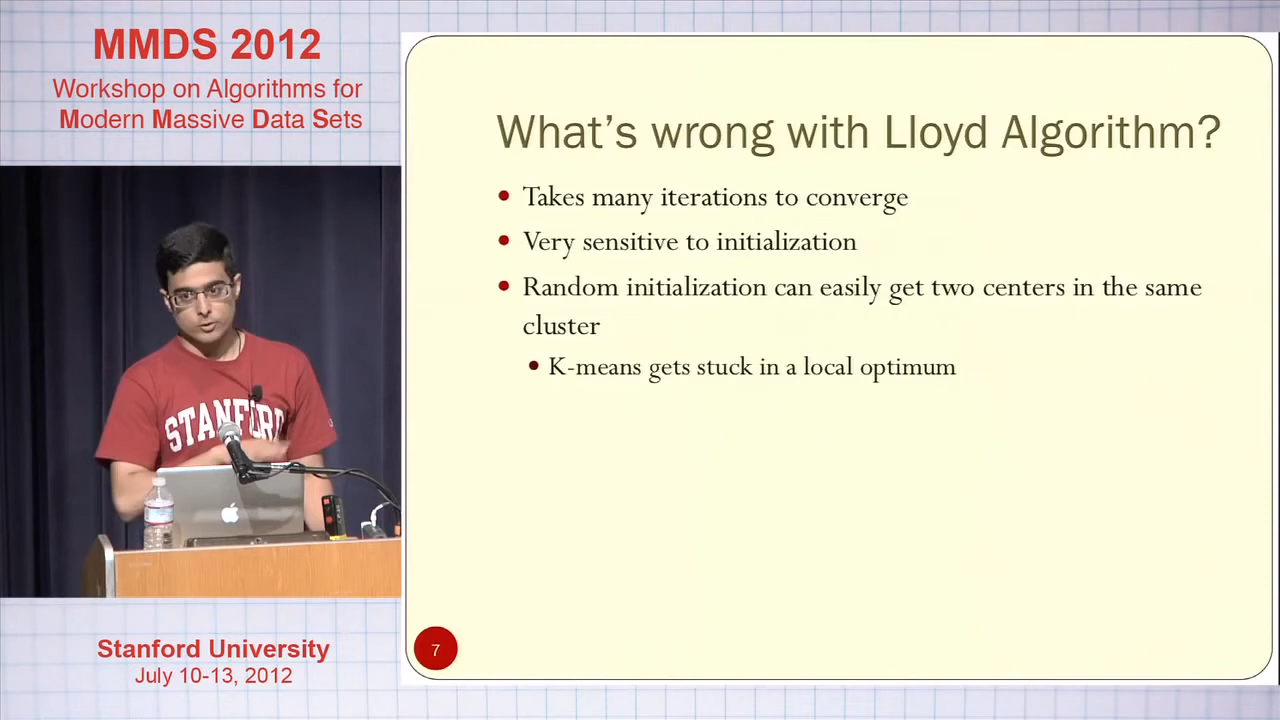 MMDS 2012
Workshop on Algorithms for
Modern Massive Data Sets
STANFORD
Stanford University
July 10-13, 2012
What's wrong with Lloyd Algorithm?
• Takes many iterations to converge
• Very sensitive to initialization
• Random initialization can easily get two centers in the same
cluster
• K-means gets stuck in a local optimum
7